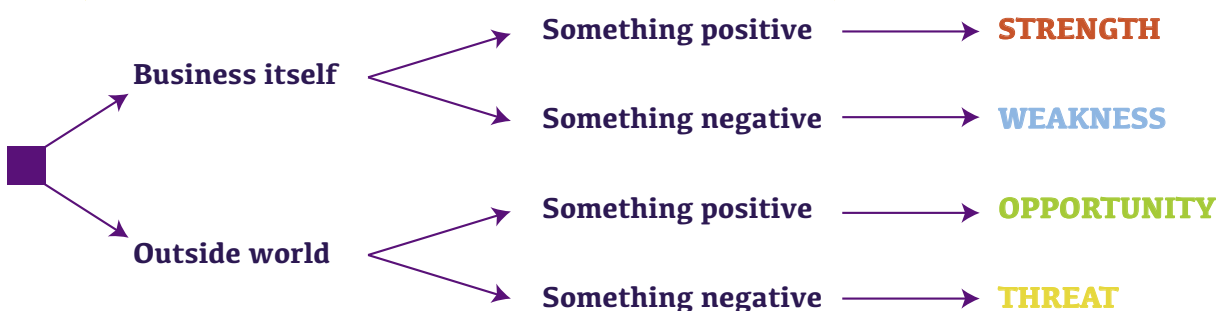 Something positive
STRENGTH
Business itself
Something negative
WEAKNESS
Something positive
OPPORTUNITY
Outside world
Something negative
THREAT